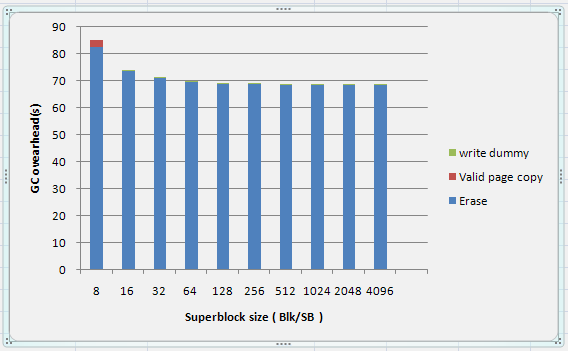 90
80
70
60
50
40
30
20
10
0
GC ovearhead(s)
8 16 32 64 128 256 512 1024 2048 4096
Superblock size ( Blk/SB )
write dummy
Valid page copy
Erase